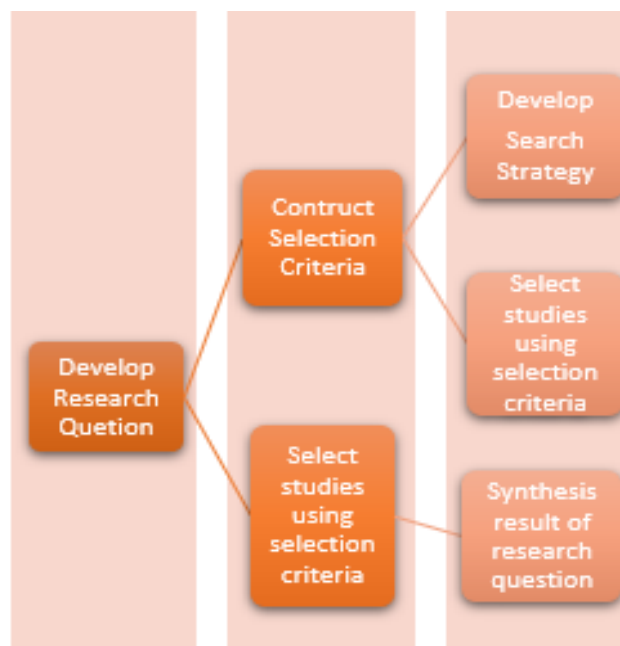 Develop
Research
Quetion
Contruct
Selection
Criteria
Select
studies
using
selection
criteria
Develop
Search
Strategy
Select
studies
using
selection
criteria
Synthesis
result of
research
question